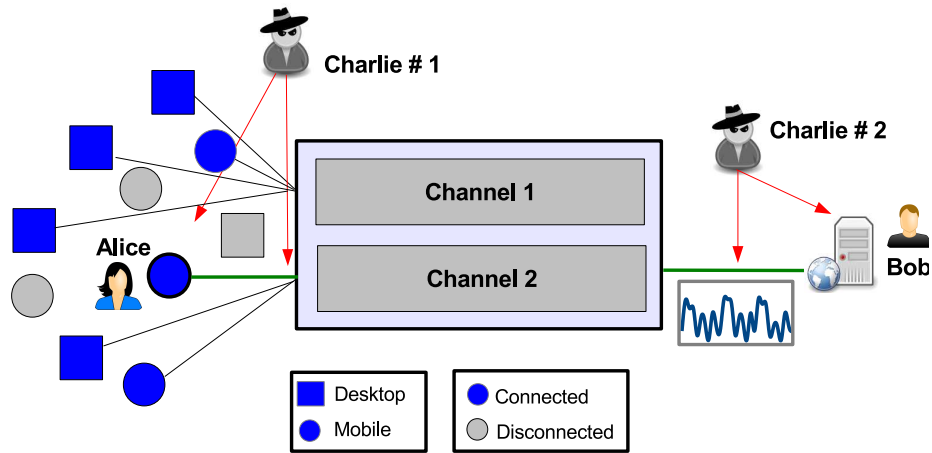 Charlie # 1
Charlie # 2
Channel 1
Alice
Channel 2
Bob
Desktop
Mobile
Connected
Disconnected